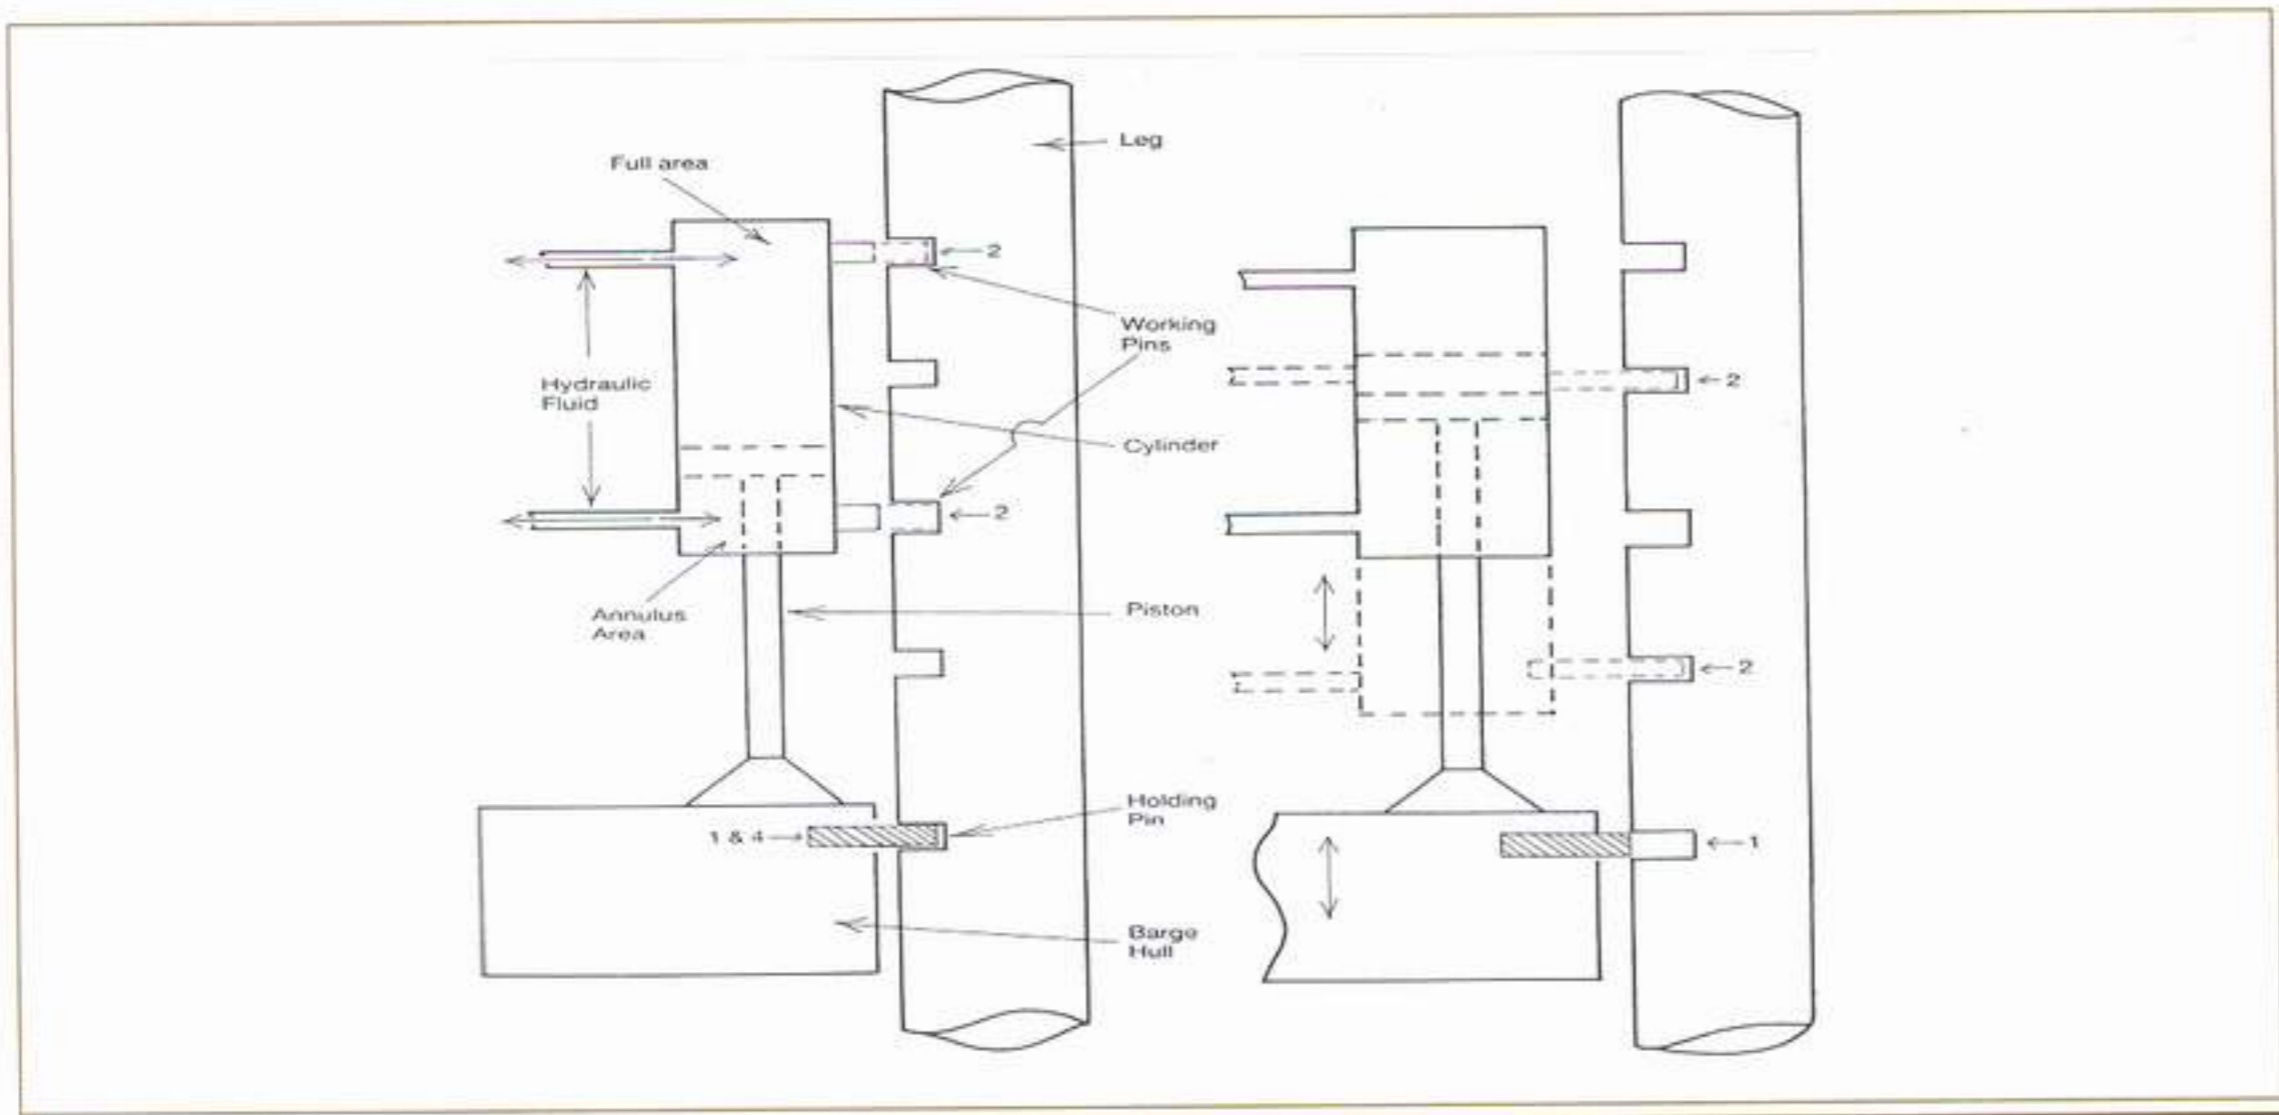 Leg
Full area
2
Working
Pins
Hydraulic
Fluid
Cylinder
2
Annulus
Area
Piston
Holding
Pin
1 & 4
Barge
Hull
2
2
1